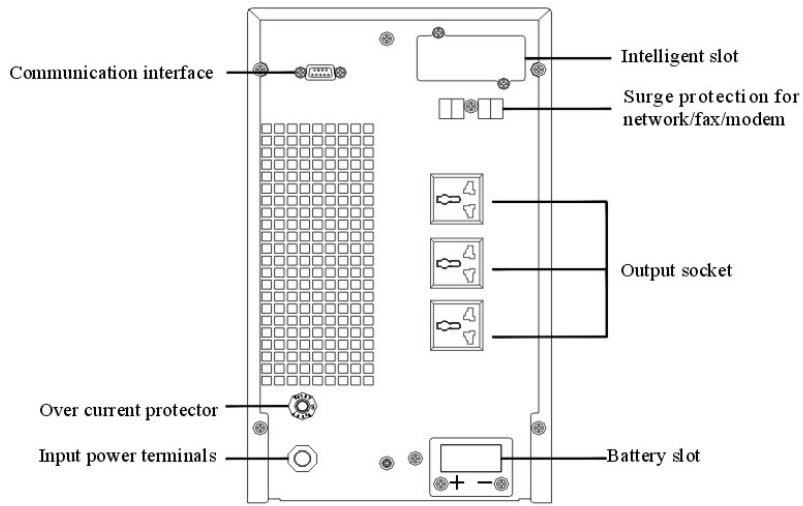 Communication interface
Intelligent slot
Surge protection for
network/fax/modem
Output socket
Over current protector
Input power terminals
Battery slot
+ −